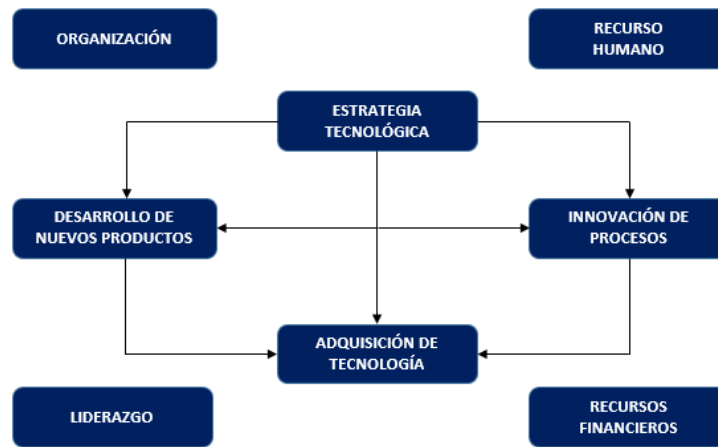 ORGANIZACIÓN
RECURSO
HUMANO
ESTRATEGIA
TECNOLÓGICA
DESARROLLO DE
NUEVOS PRODUCTOS
INNOVACIÓN DE
PROCESOS
ADQUISICIÓN DE
TECNOLOGÍA
LIDERAZGO
RECURSOS
FINANCIEROS